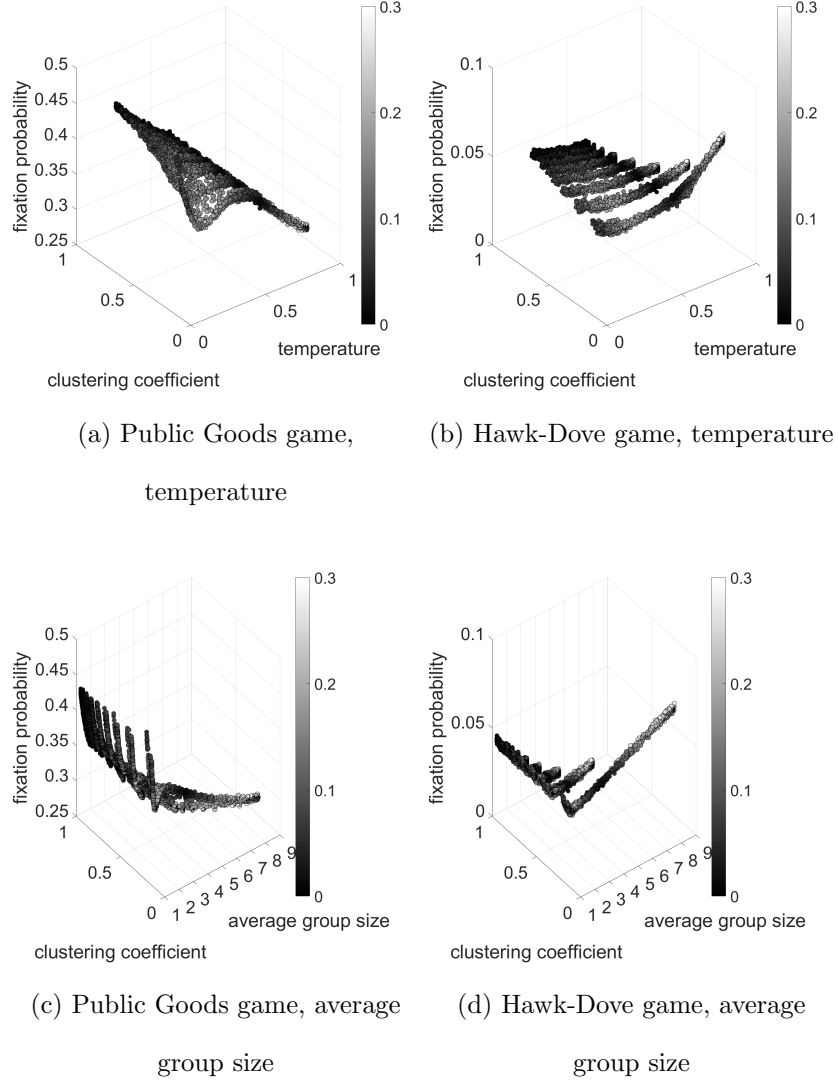 0.3
0.2
0.1
0
0.5
0.45
0.4
0.35
0.3
0.25
fixation probability
1
0.5
0
0
0.5
1
temperature
clustering coefficient
(a) Public Goods game,
temperature
0.3
0.2
0.1
0
0.1
0.05
0
fixation probability
1
0.5
0
0
0.5
1
temperature
clustering coefficient
(b) Hawk-Dove game, temperature
0.3
0.2
0.1
0
0.5
0.45
0.4
0.35
0.3
0.25
fixation probability
1
0.5
0
1 2 3 4 5 6 7 8 9
average group size
clustering coefficient
(c) Public Goods game, average
group size
0.3
0.2
0.1
0
0.1
0.05
0
fixation probability
1
0.5
0
1 2 3 4 5 6 7 8 9
average group size
clustering coefficient
(d) Hawk-Dove game, average
group size